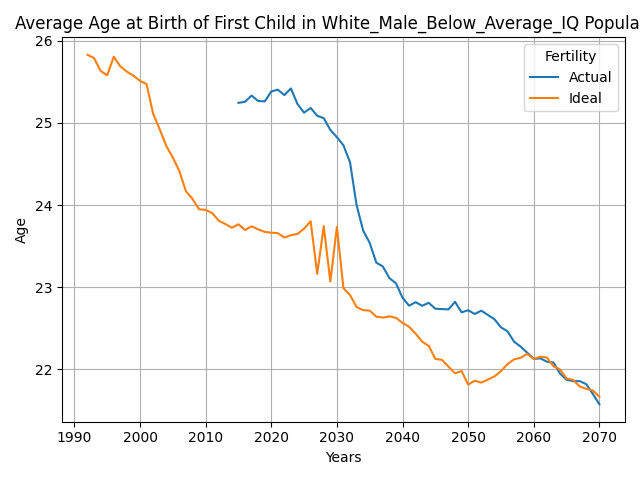 Average Age at Birth of First Child in White_Male_Below_Average_IQ Popula
26
25
24
23
22
Age
Fertility
Actual
Ideal
1990 2000 2010 2020 2030 2040 2050 2060 2070
Years